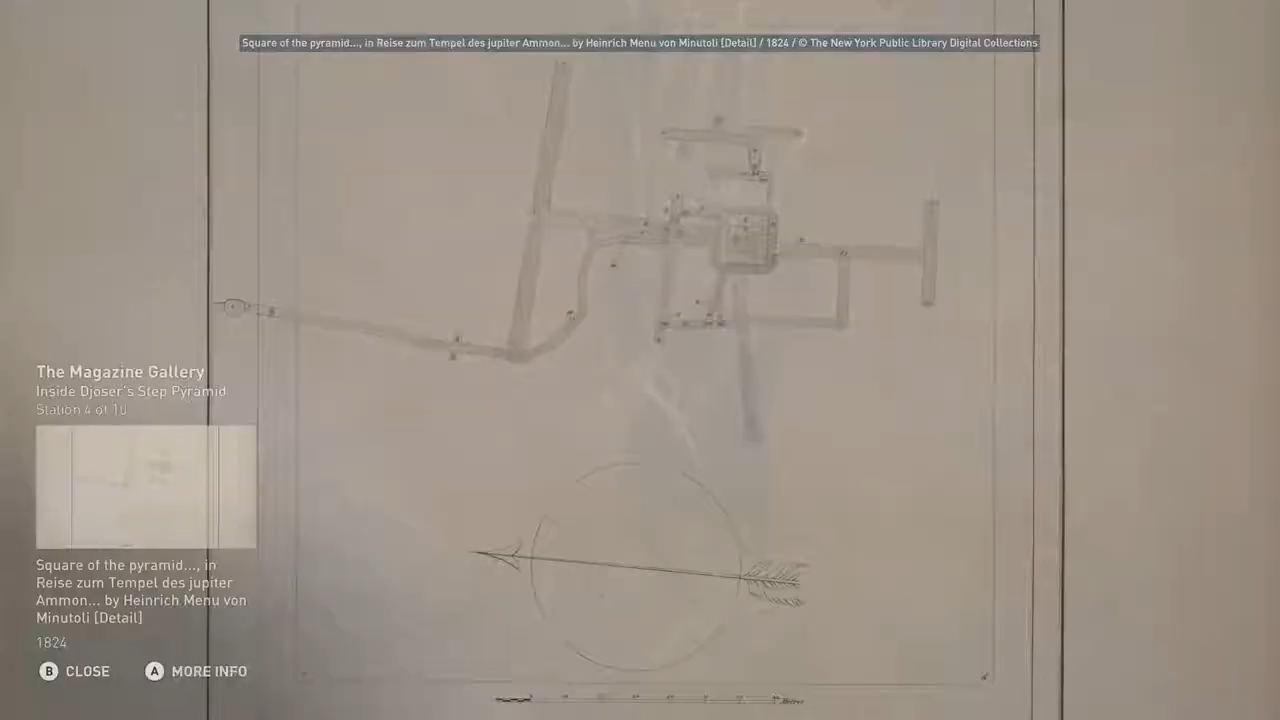 Square of the pyramid..., in Reise zum Tempel des jupiter Ammon... by Heinrich Menu von Minutoli [Detail] / 1824 / © The New York Public Library Digital Collections
The Magazine Gallery
Inside Djoser's Step Pyramid
Station 4 of 10
Square of the pyramid..., in
Reise zum Tempel des jupiter
Ammon... by Heinrich Menu von
Minutoli [Detail]
1824
B CLOSE A MORE INFO